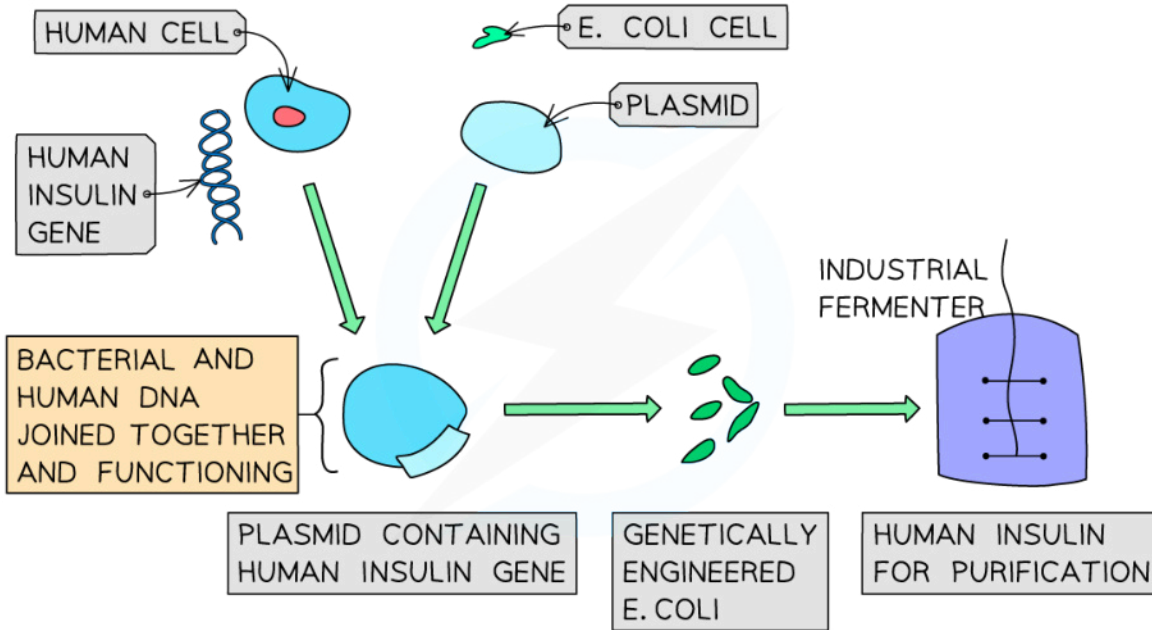 HUMAN CELL
E. COLI CELL
PLASMID
HUMAN
INSULIN
GENE
INDUSTRIAL
FERMENTER
BACTERIAL AND
HUMAN DNA
JOINED TOGETHER
AND FUNCTIONING
PLASMID CONTAINING
HUMAN INSULIN GENE
GENETICALLY
ENGINEERED
E. COLI
HUMAN INSULIN
FOR PURIFICATION